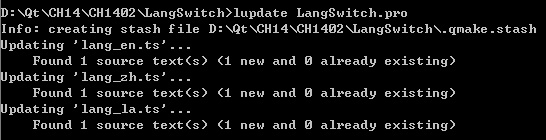 D:\Qt\CH14\CH1402\LangSwitch>lupdate LangSwitch.pro
Info: creating stash file D:\Qt\CH14\CH1402\LangSwitch\.qmake.stash
Updating 'lang_en.ts'...
    Found 1 source text(s) (1 new and 0 already existing)
Updating 'lang_zh.ts'...
    Found 1 source text(s) (1 new and 0 already existing)
Updating 'lang_la.ts'...
    Found 1 source text(s) (1 new and 0 already existing)